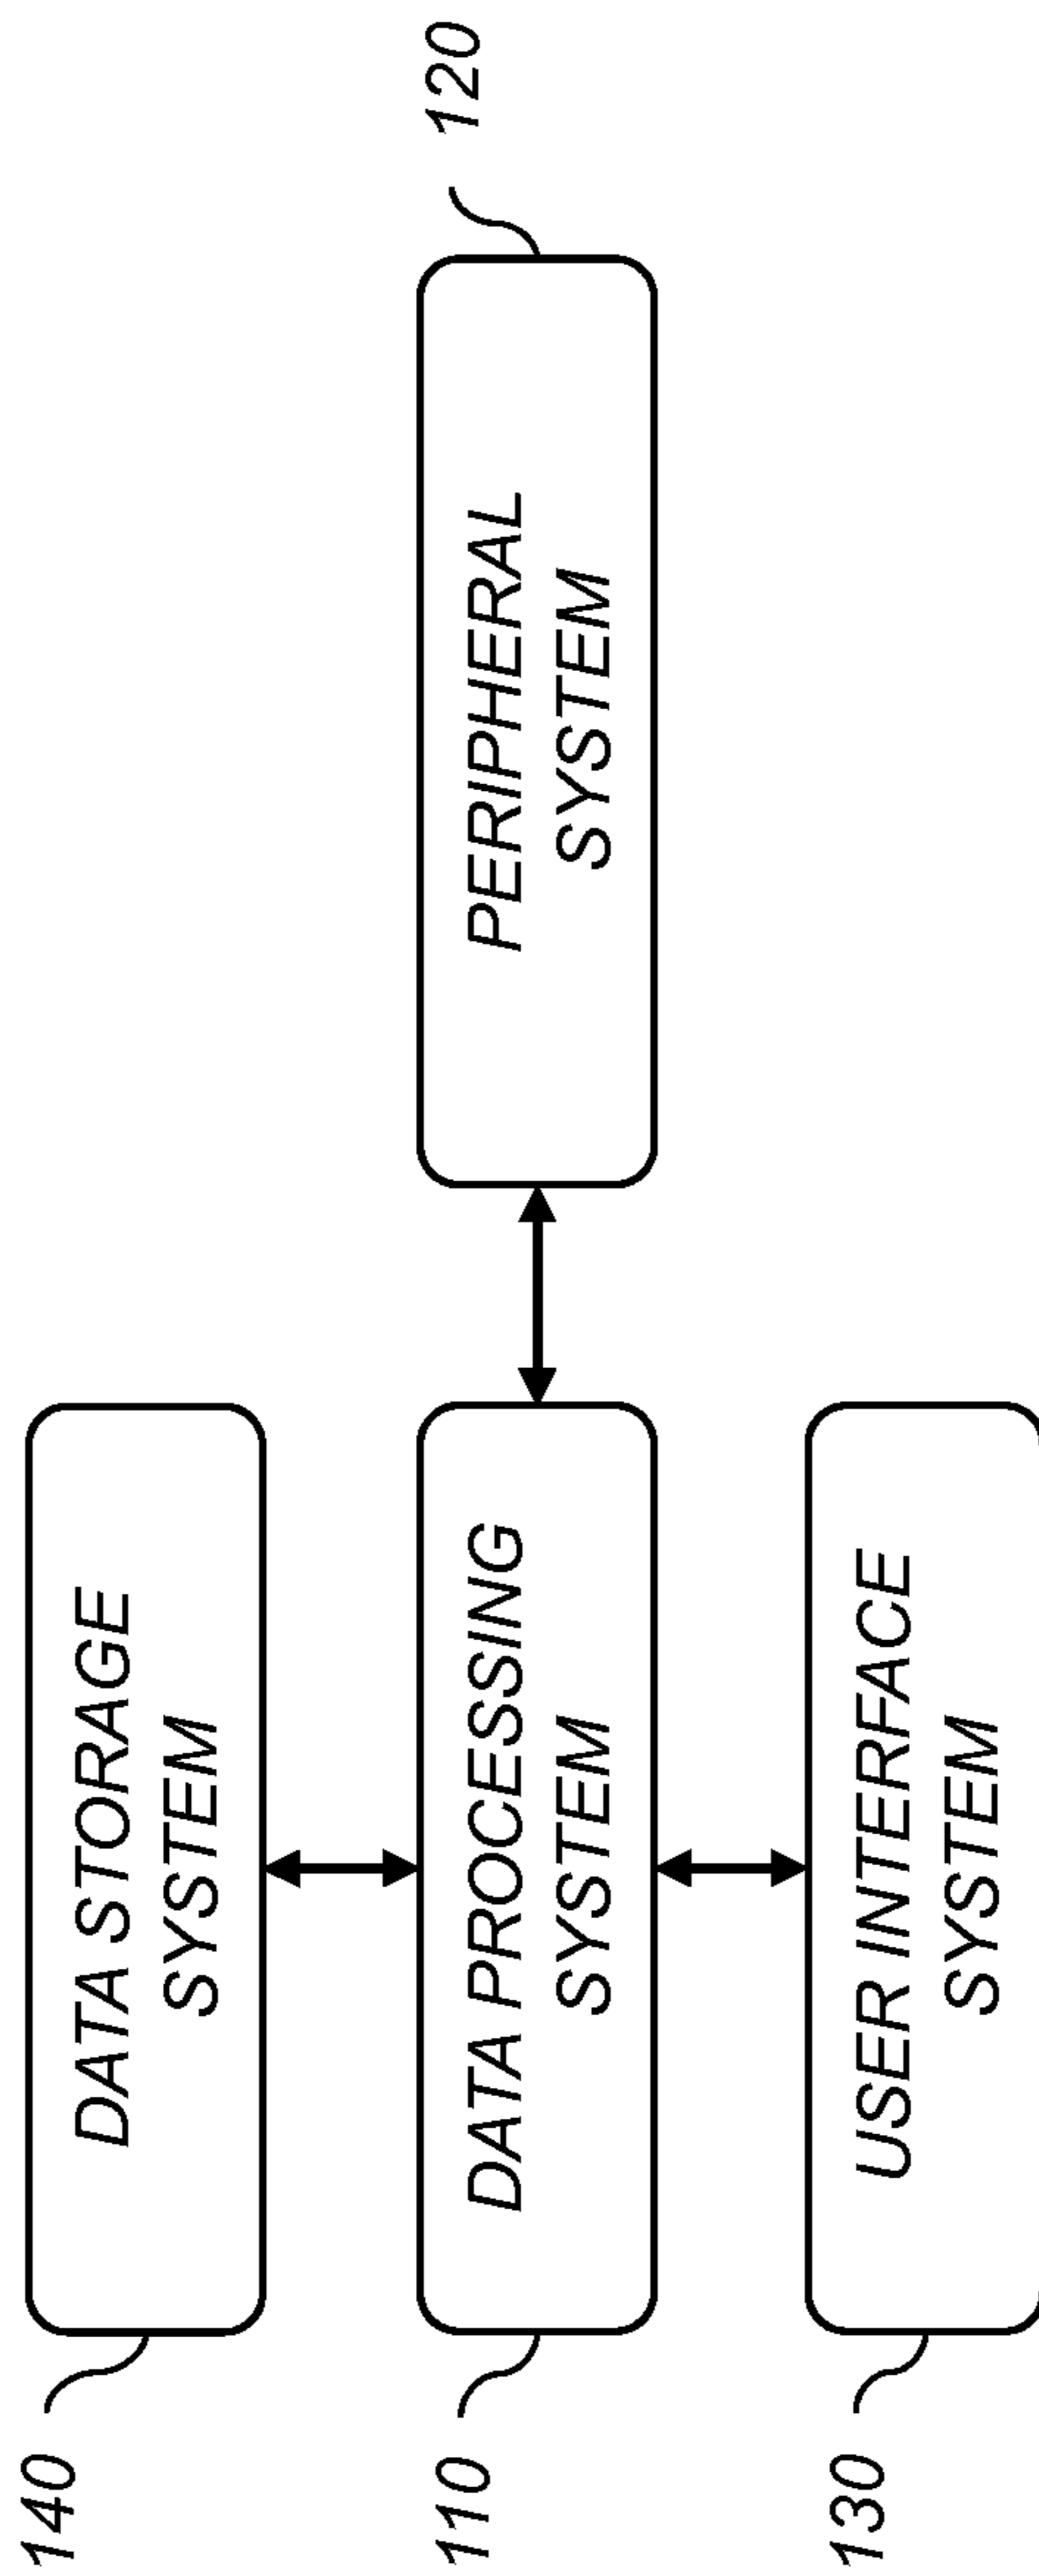 140
DATA STORAGE
SYSTEM
110
DATA PROCESSING
SYSTEM
PERIPHERAL
SYSTEM
120
130
USER INTERFACE
SYSTEM